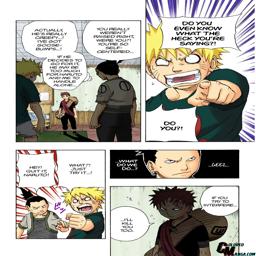 DO YOU
EVEN KNOW
WHAT THE
HECK YOU'RE
SAYING?!
DO
YOU?!
YOU REALLY
WEREN'T
RAISED RIGHT,
WERE YOU?!
YOU'RE SO
SELF-
CENTERED...
ACTUALLY
HE'S REALLY
CREEPY...
I'VE GOT
GOOSE-
BUMPS...
IF HE
DECIDES TO
GO FOR IT,
HE MAY BE
TOO MUCH
FOR NARUTO
AND ME TO
HANDLE
ALONE...
...WHAT
DO WE
DO...?
...GEEZ...
WHAT?!
JUST
TRY IT...!
HEY!
QUIT IT,
NARUTO!
IF YOU
TRY TO
INTERFERE...
I'LL
KILL
YOU
TOO.